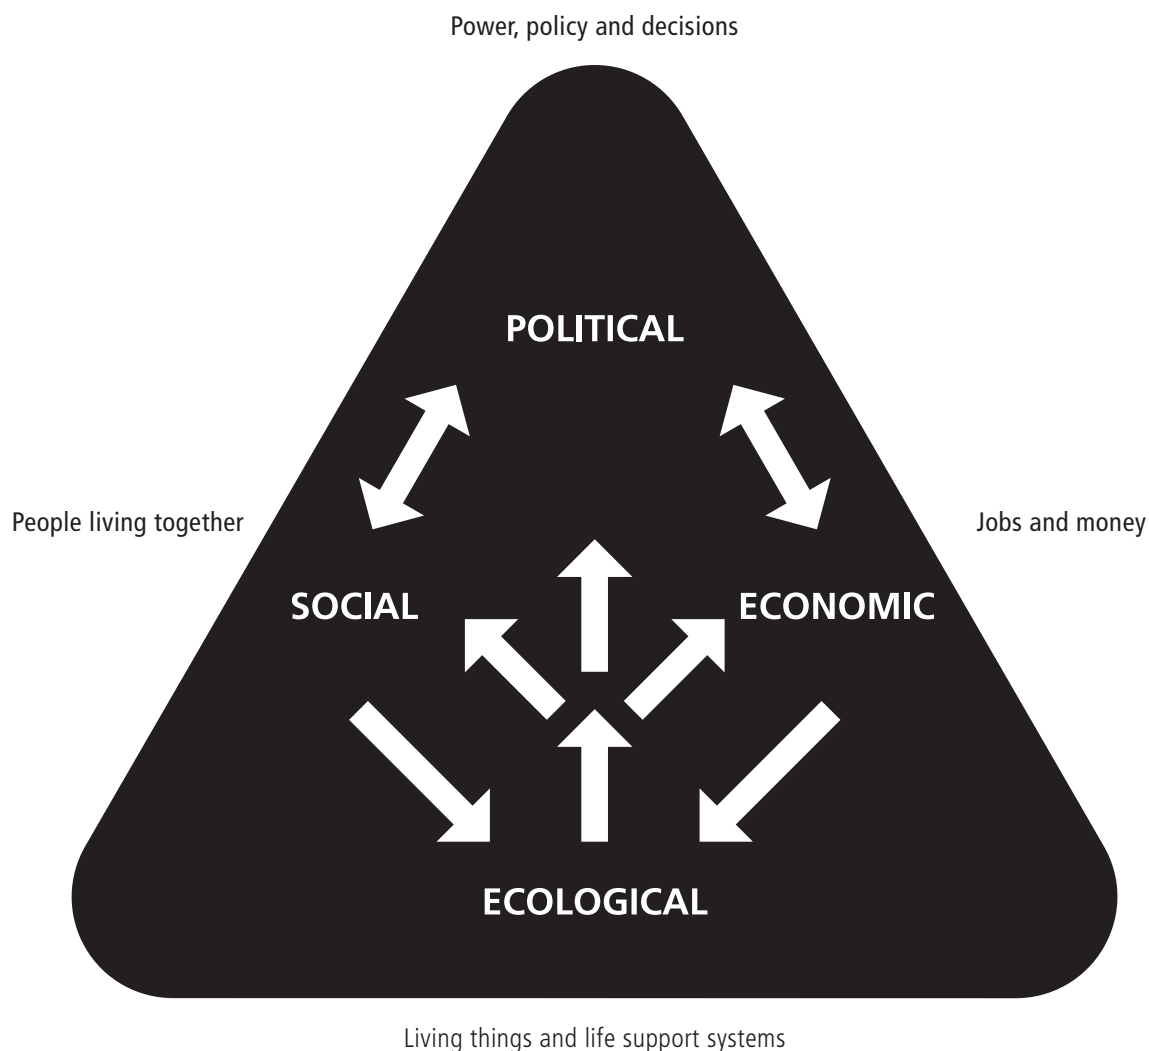 Power, policy and decisions
POLITICAL
People living together
Jobs and money
SOCIAL
ECONOMIC
ECOLOGICAL
Living things and life support systems